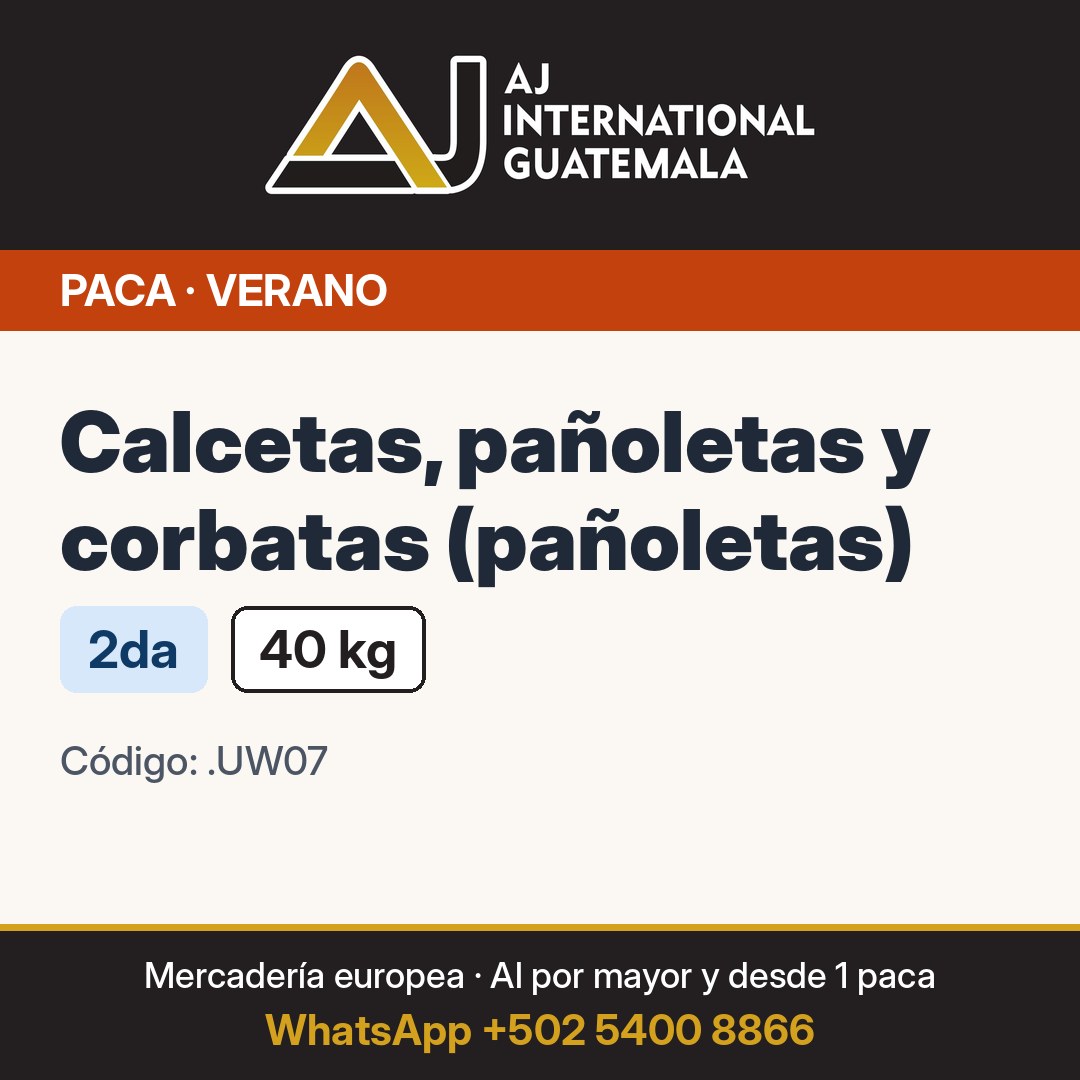 AJ
AJ
INTERNATIONAL
GUATEMALA
PACA · VERANO
Calcetas, pañoletas y
corbatas (pañoletas)
2da
40 kg
Código: .UW07
Mercadería europea · Al por mayor y desde 1 paca
WhatsApp +502 5400 8866